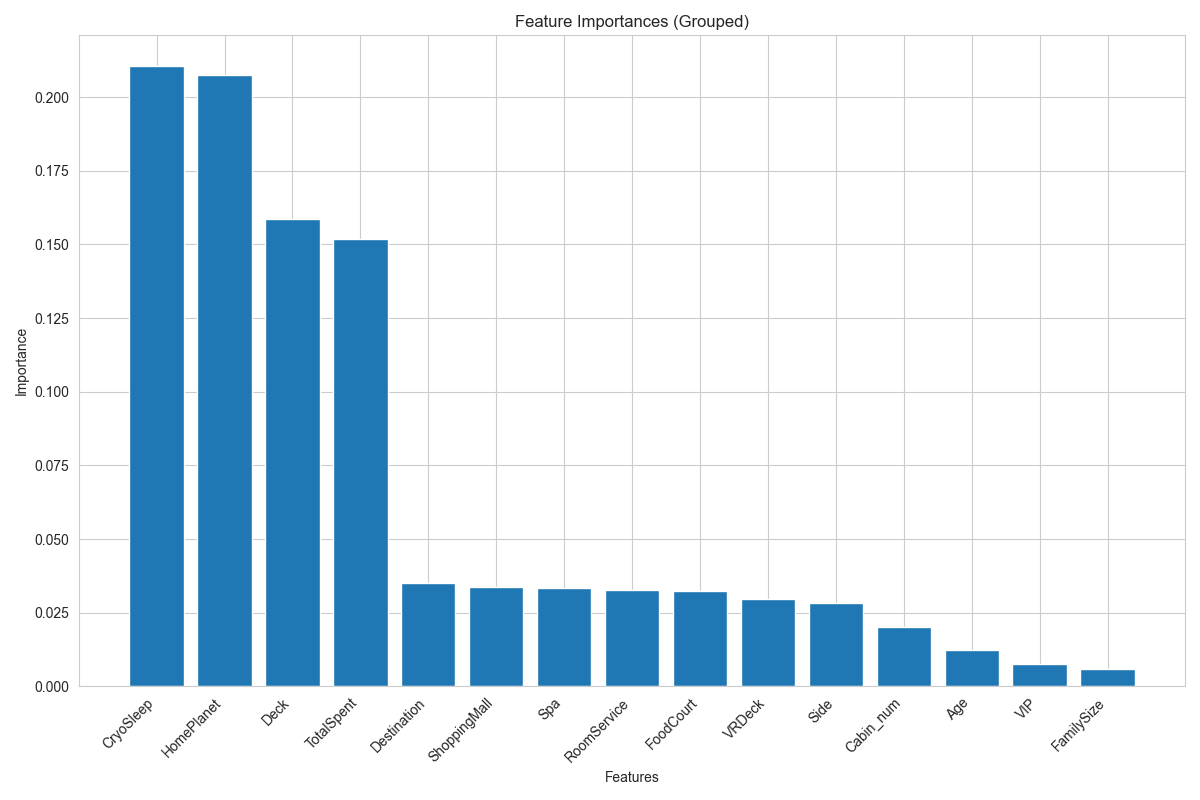 Feature Importances (Grouped)
Importance
0.200
0.175
0.150
0.125
0.100
0.075
0.050
0.025
0.000
CryoSleep
HomePlanet
Deck
TotalSpent
Destination
ShoppingMall
Spa
RoomService
FoodCourt
VRDeck
Side
Cabin_num
Age
VIP
FamilySize
Features